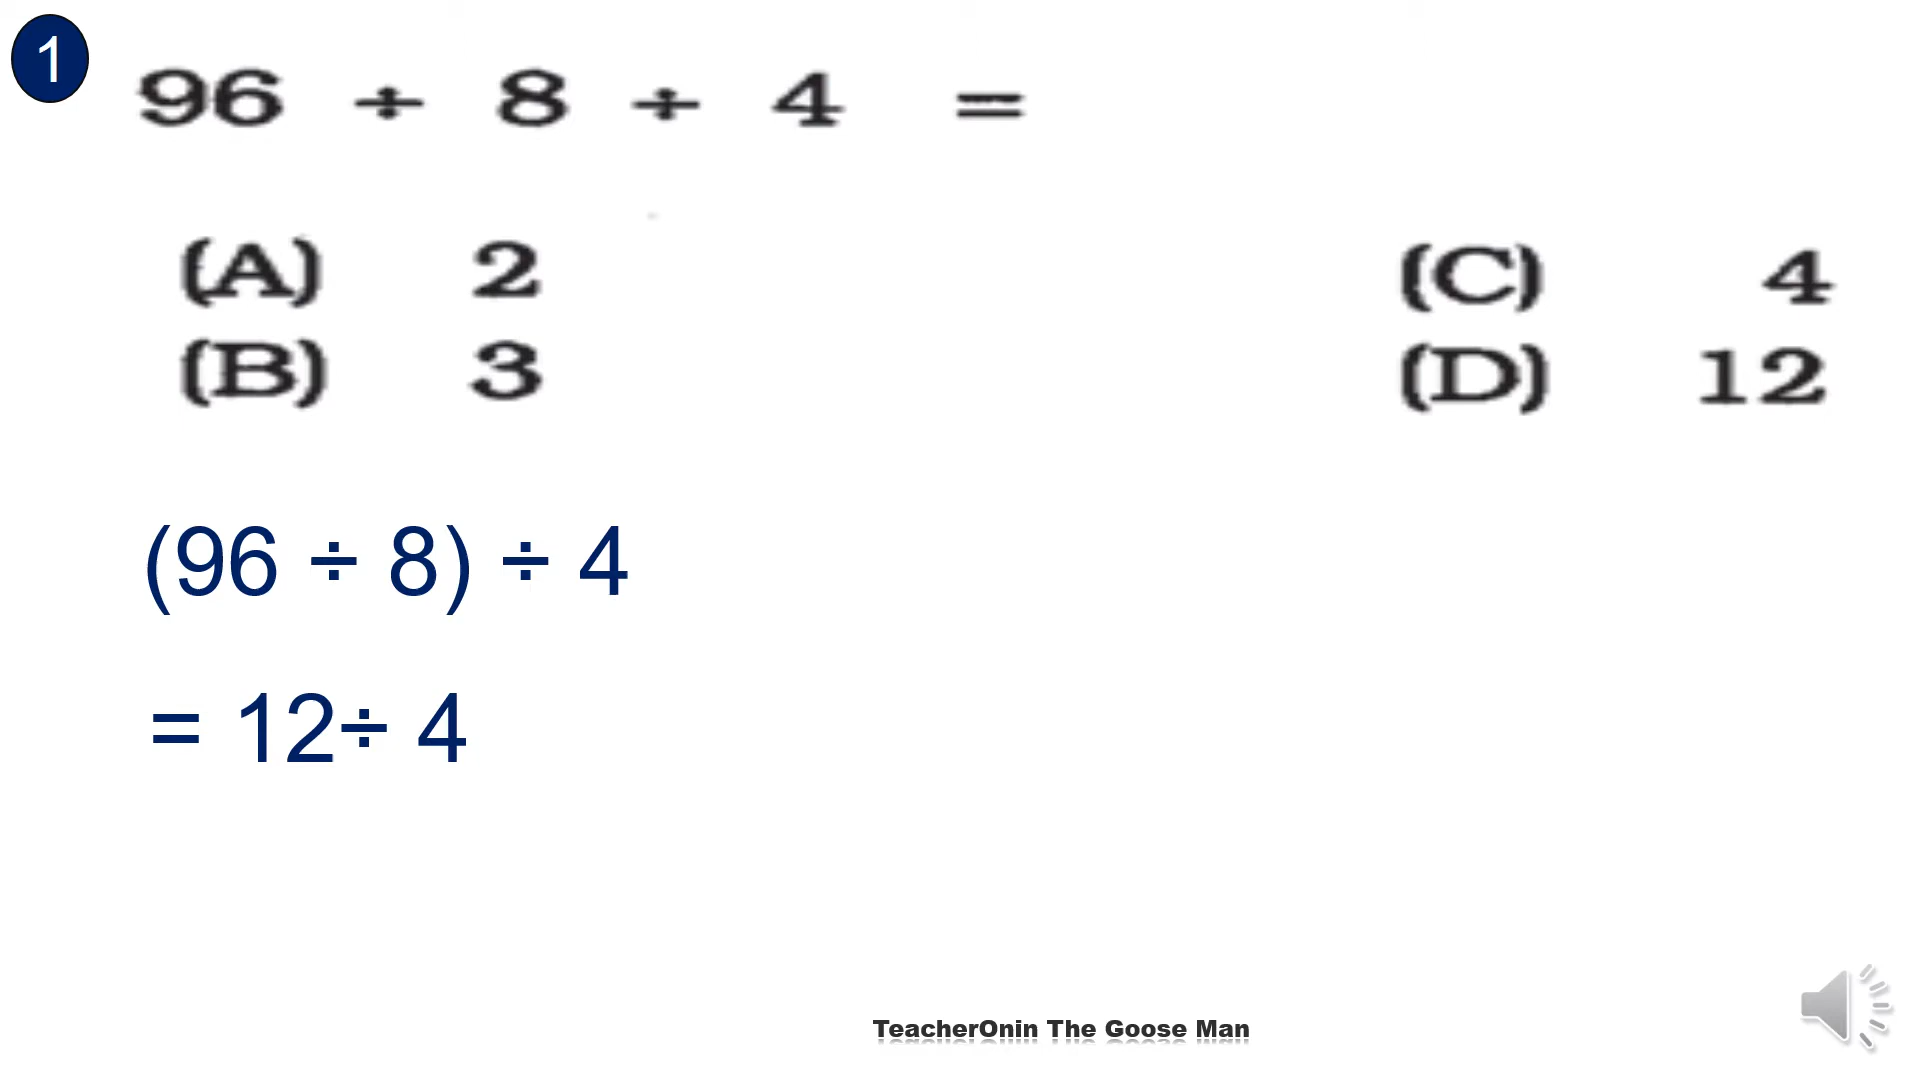 1
96 ÷ 8 ÷ 4 =
(A) 2 (C) 4
(B) 3 (D) 12
(96 ÷ 8) ÷ 4
= 12÷ 4
TeacherOnin The Goose Man